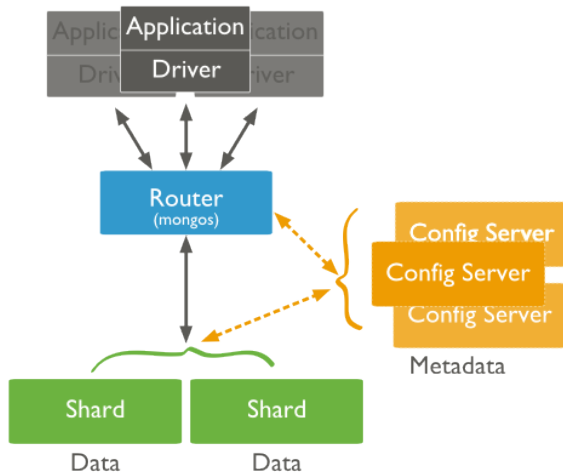 Application
Driver
Router
(mongos)
Config Server
Config Server
Config Server
Metadata
Shard
Shard
Data
Data